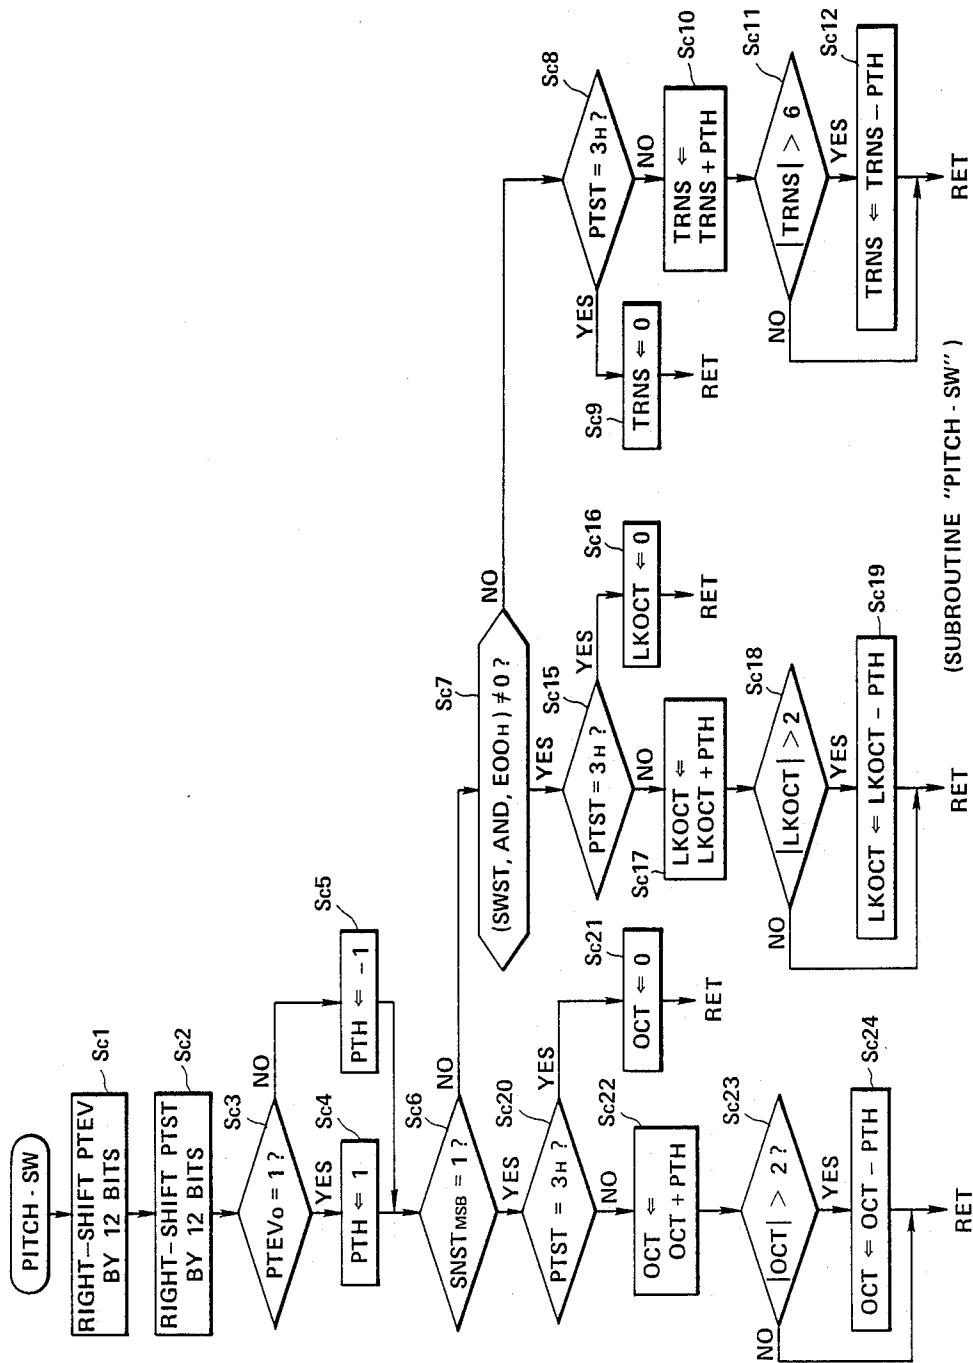 PITCH - SW
RIGHT-SHIFT PTEV
BY 12 BITS
Sc1
RIGHT-SHIFT PTST
BY 12 BITS
Sc2
PTEV0 = 1 ?
Sc3
NO
YES
PTH ⇐ 1
Sc4
PTH ⇐ - 1
Sc5
SNST MSB = 1 ?
Sc6
NO
YES
PTST = 3H ?
Sc20
YES
NO
OCT ⇐ 0
Sc21
RET
OCT ⇐
OCT + PTH
Sc22
|OCT| > 2 ?
Sc23
NO
YES
OCT ⇐ OCT - PTH
Sc24
RET
(SWST, AND, E00H) ≠ 0 ?
Sc7
NO
YES
PTST = 3H ?
Sc15
YES
NO
LKOCT ⇐ 0
Sc16
RET
LKOCT ⇐
LKOCT + PTH
Sc17
|LKOCT| > 2
Sc18
NO
YES
LKOCT ⇐ LKOCT - PTH
Sc19
RET
PTST = 3H ?
Sc8
YES
NO
TRNS ⇐ 0
Sc9
RET
TRNS ⇐
TRNS + PTH
Sc10
|TRNS| > 6
Sc11
NO
YES
TRNS ⇐ TRNS - PTH
Sc12
RET
(SUBROUTINE "PITCH - SW")